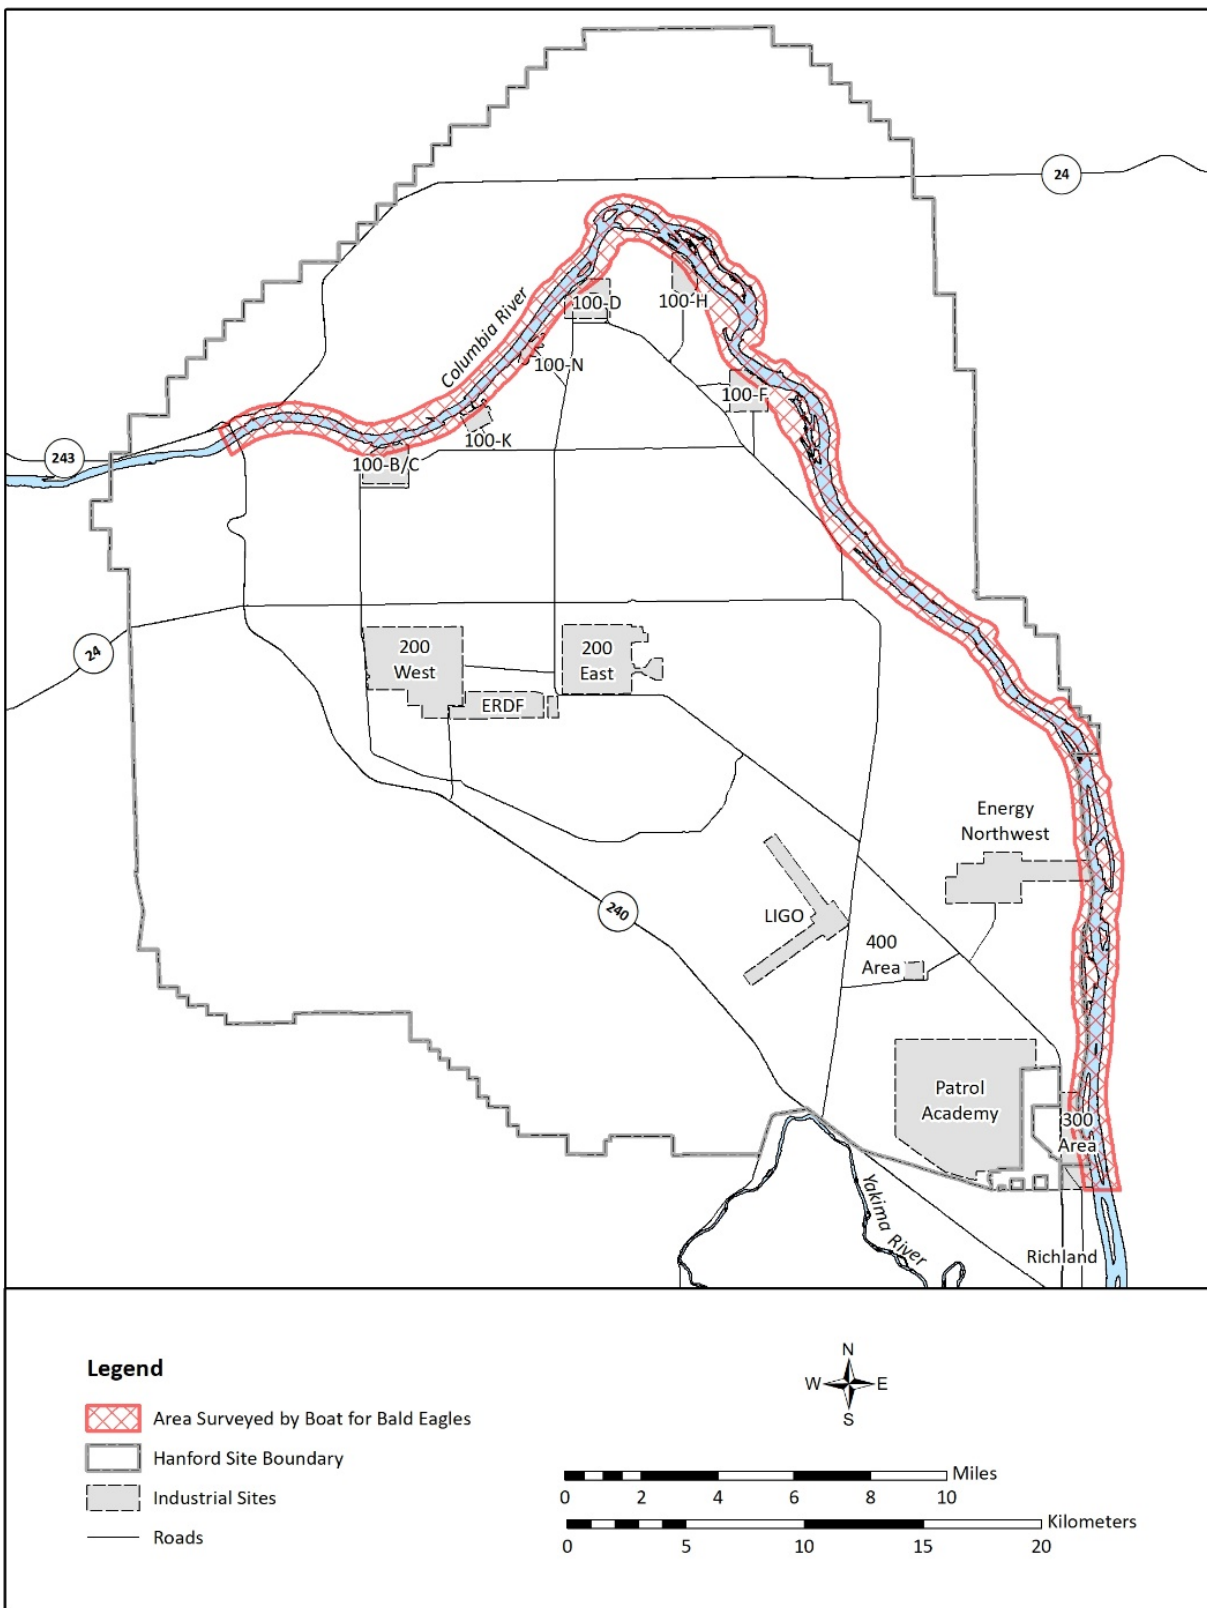 24
Columbia River
100-D
100-H
100-N
100-F
100-K
243
100-B/C
24
200
West
200
East
ERDF
Energy
Northwest
240
LIGO
400
Area
Patrol
Academy
300
Area
Yakima River
Richland
Legend
Area Surveyed by Boat for Bald Eagles
Hanford Site Boundary
Industrial Sites
Roads
N
W E
S
Miles
0 2 4 6 8 10
Kilometers
0 5 10 15 20